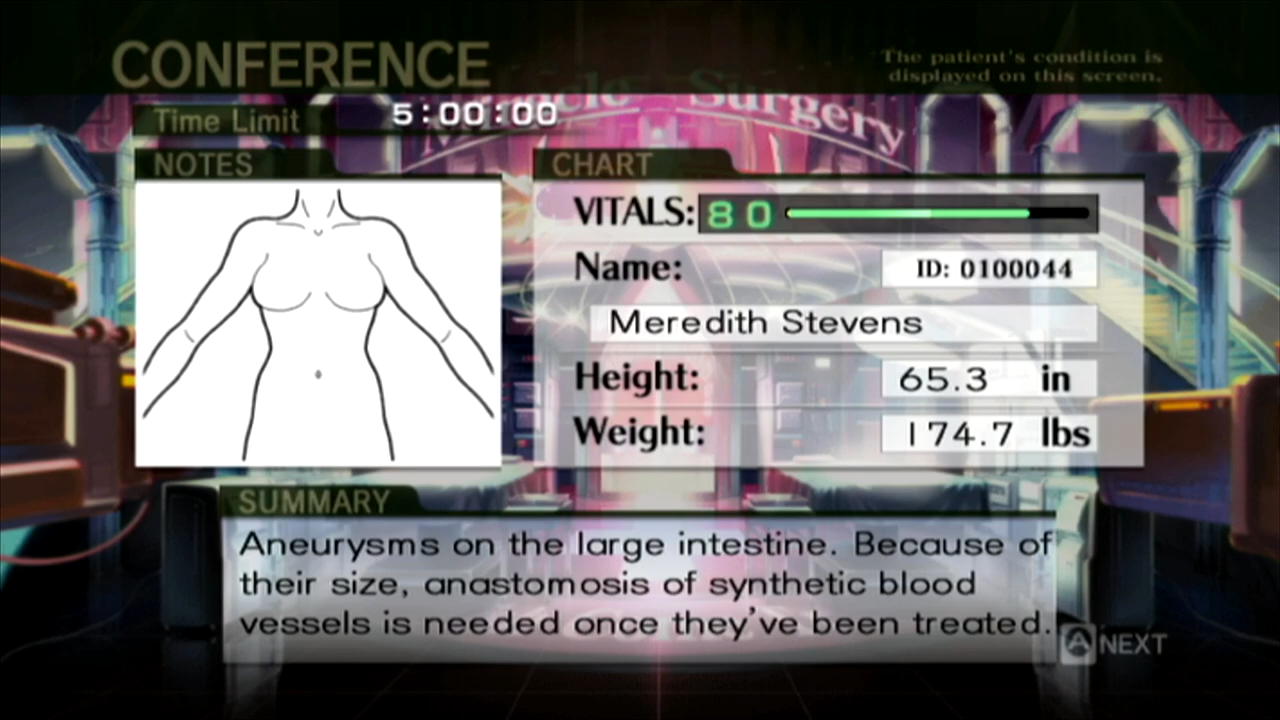 CONFERENCE
The patient's condition is
displayed on this screen.
Surgery
Time Limit 5:00:00
NOTES
CHART
VITALS: 80
Name: ID: 0100044
Meredith Stevens
Height: 65.3 in
Weight: 174.7 lbs
SUMMARY
Aneurysms on the large intestine. Because of
their size, anastomosis of synthetic blood
vessels is needed once they've been treated.
A NEXT